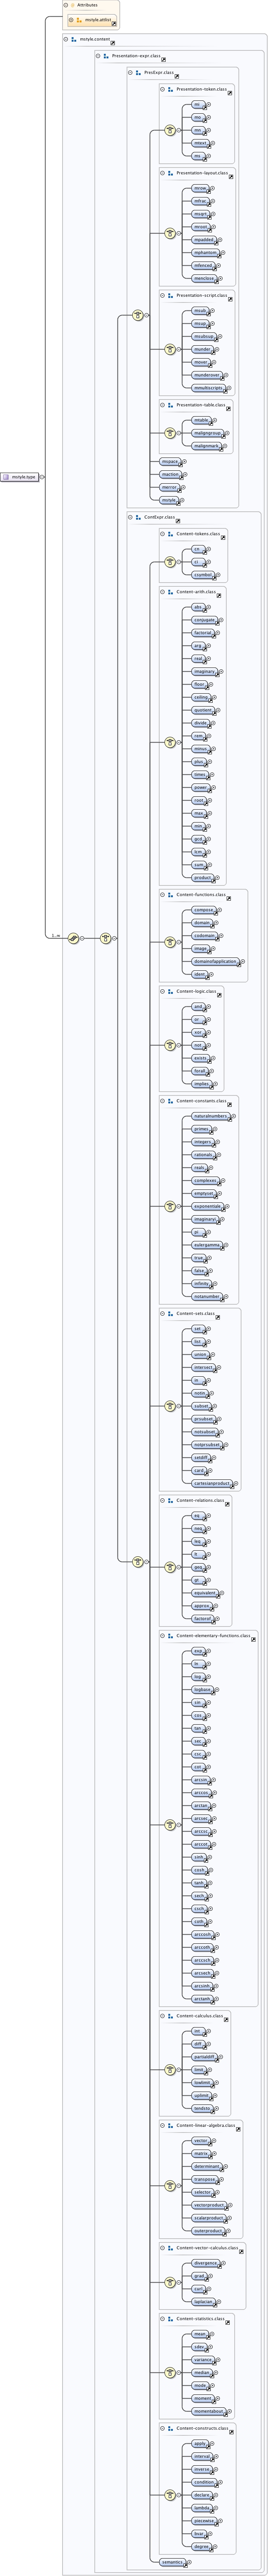 Attributes
mstyle.attlist
mstyle.content
Presentation-expr.class
PresExpr.class
Presentation-token.class
mi
mo
mn
mtext
ms
Presentation-layout.class
mrow
mfrac
msqrt
mroot
mpadded
mphantom
mfenced
menclose
Presentation-script.class
msub
msup
msubsup
munder
mover
munderover
mmultiscripts
Presentation-table.class
mtable
maligngroup
malignmark
mspace
maction
merror
mstyle
mstyle.type
ContExpr.class
Content-tokens.class
cn
ci
csymbol
Content-arith.class
abs
conjugate
factorial
arg
real
imaginary
floor
ceiling
quotient
divide
rem
minus
plus
times
power
root
max
min
gcd
lcm
sum
product
1..∞
Content-functions.class
compose
domain
codomain
image
domainofapplication
ident
Content-logic.class
and
or
xor
not
exists
forall
implies
Content-constants.class
naturalnumbers
primes
integers
rationals
reals
complexes
emptyset
exponentiale
imaginaryi
pi
eulergamma
true
false
infinity
notanumber
Content-sets.class
set
list
union
intersect
in
notin
subset
prsubset
notsubset
notprsubset
setdiff
card
cartesianproduct
Content-relations.class
eq
neq
leq
lt
geq
gt
equivalent
approx
factorof
Content-elementary-functions.class
exp
ln
log
logbase
sin
cos
tan
sec
csc
cot
arcsin
arccos
arctan
arcsec
arccsc
arccot
sinh
cosh
tanh
sech
csch
coth
arccosh
arccoth
arccsch
arcsech
arcsinh
arctanh
Content-calculus.class
int
diff
partialdiff
limit
lowlimit
uplimit
tendsto
Content-linear-algebra.class
vector
matrix
determinant
transpose
selector
vectorproduct
scalarproduct
outerproduct
Content-vector-calculus.class
divergence
grad
curl
laplacian
Content-statistics.class
mean
sdev
variance
median
mode
moment
momentabout
Content-constructs.class
apply
interval
inverse
condition
declare
lambda
piecewise
bvar
degree
semantics